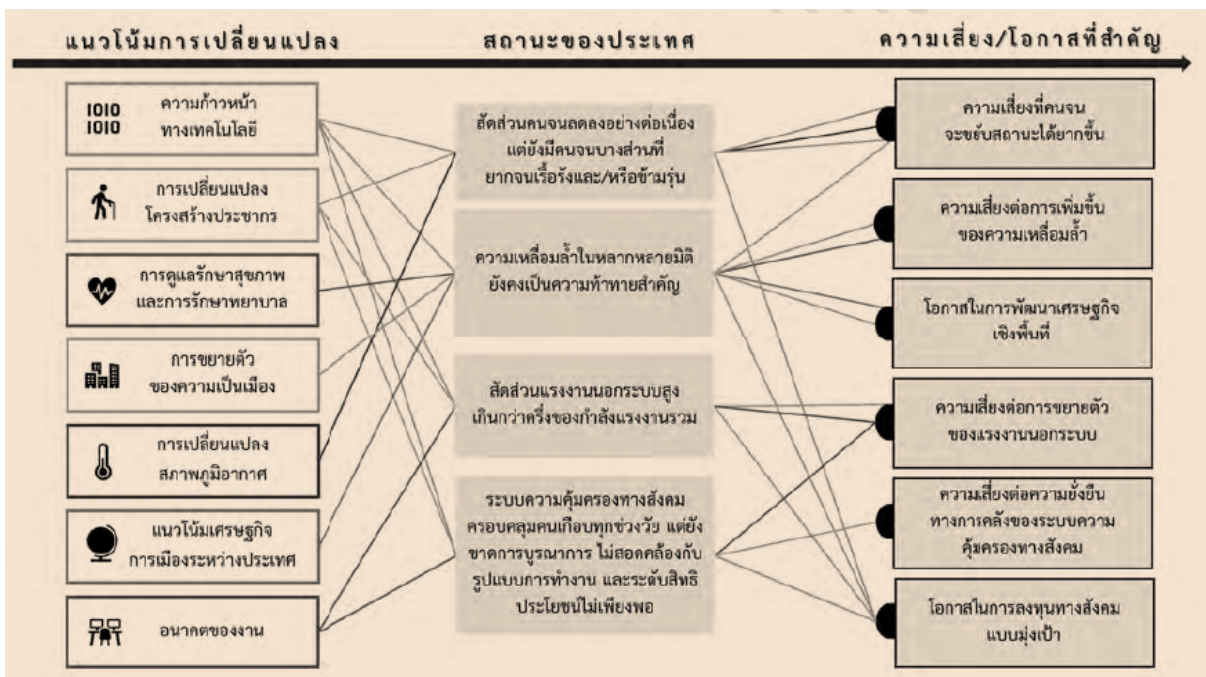 แนวโน้มการเปลี่ยนแปลง
สถานะของประเทศ
ความเสี่ยง/โอกาสที่สำคัญ
1010
1010
ความก้าวหน้า
ทางเทคโนโลยี
การเปลี่ยนแปลง
โครงสร้างประชากร
การดูแลรักษาสุขภาพ
และการรักษาพยาบาล
การขยายตัว
ของความเป็นเมือง
การเปลี่ยนแปลง
สภาพภูมิอากาศ
แนวโน้มเศรษฐกิจ
การเมืองระหว่างประเทศ
อนาคตของงาน
สัดส่วนคนจนลดลงอย่างต่อเนื่อง
แต่ยังมีคนจนบางส่วนที่
ยากจนเรื้อรังและ/หรือข้ามรุ่น
ความเหลื่อมล้ำในหลากหลายมิติ
ยังคงเป็นความท้าทายสำคัญ
สัดส่วนแรงงานนอกระบบสูง
เกินกว่าครึ่งของกำลังแรงงานรวม
ระบบความคุ้มครองทางสังคม
ครอบคลุมคนเกือบทุกช่วงวัย แต่ยัง
ขาดการบูรณาการ ไม่สอดคล้องกับ
รูปแบบการทำงาน และระดับสิทธิ
ประโยชน์ไม่เพียงพอ
ความเสี่ยงที่คนจน
จะขยับสถานะได้ยากขึ้น
ความเสี่ยงต่อการเพิ่มขึ้น
ของความเหลื่อมล้ำ
โอกาสในการพัฒนาเศรษฐกิจ
เชิงพื้นที่
ความเสี่ยงต่อการขยายตัว
ของแรงงานนอกระบบ
ความเสี่ยงต่อความยั่งยืน
ทางการคลังของระบบความ
คุ้มครองทางสังคม
โอกาสในการลงทุนทางสังคม
แบบมุ่งเป้า